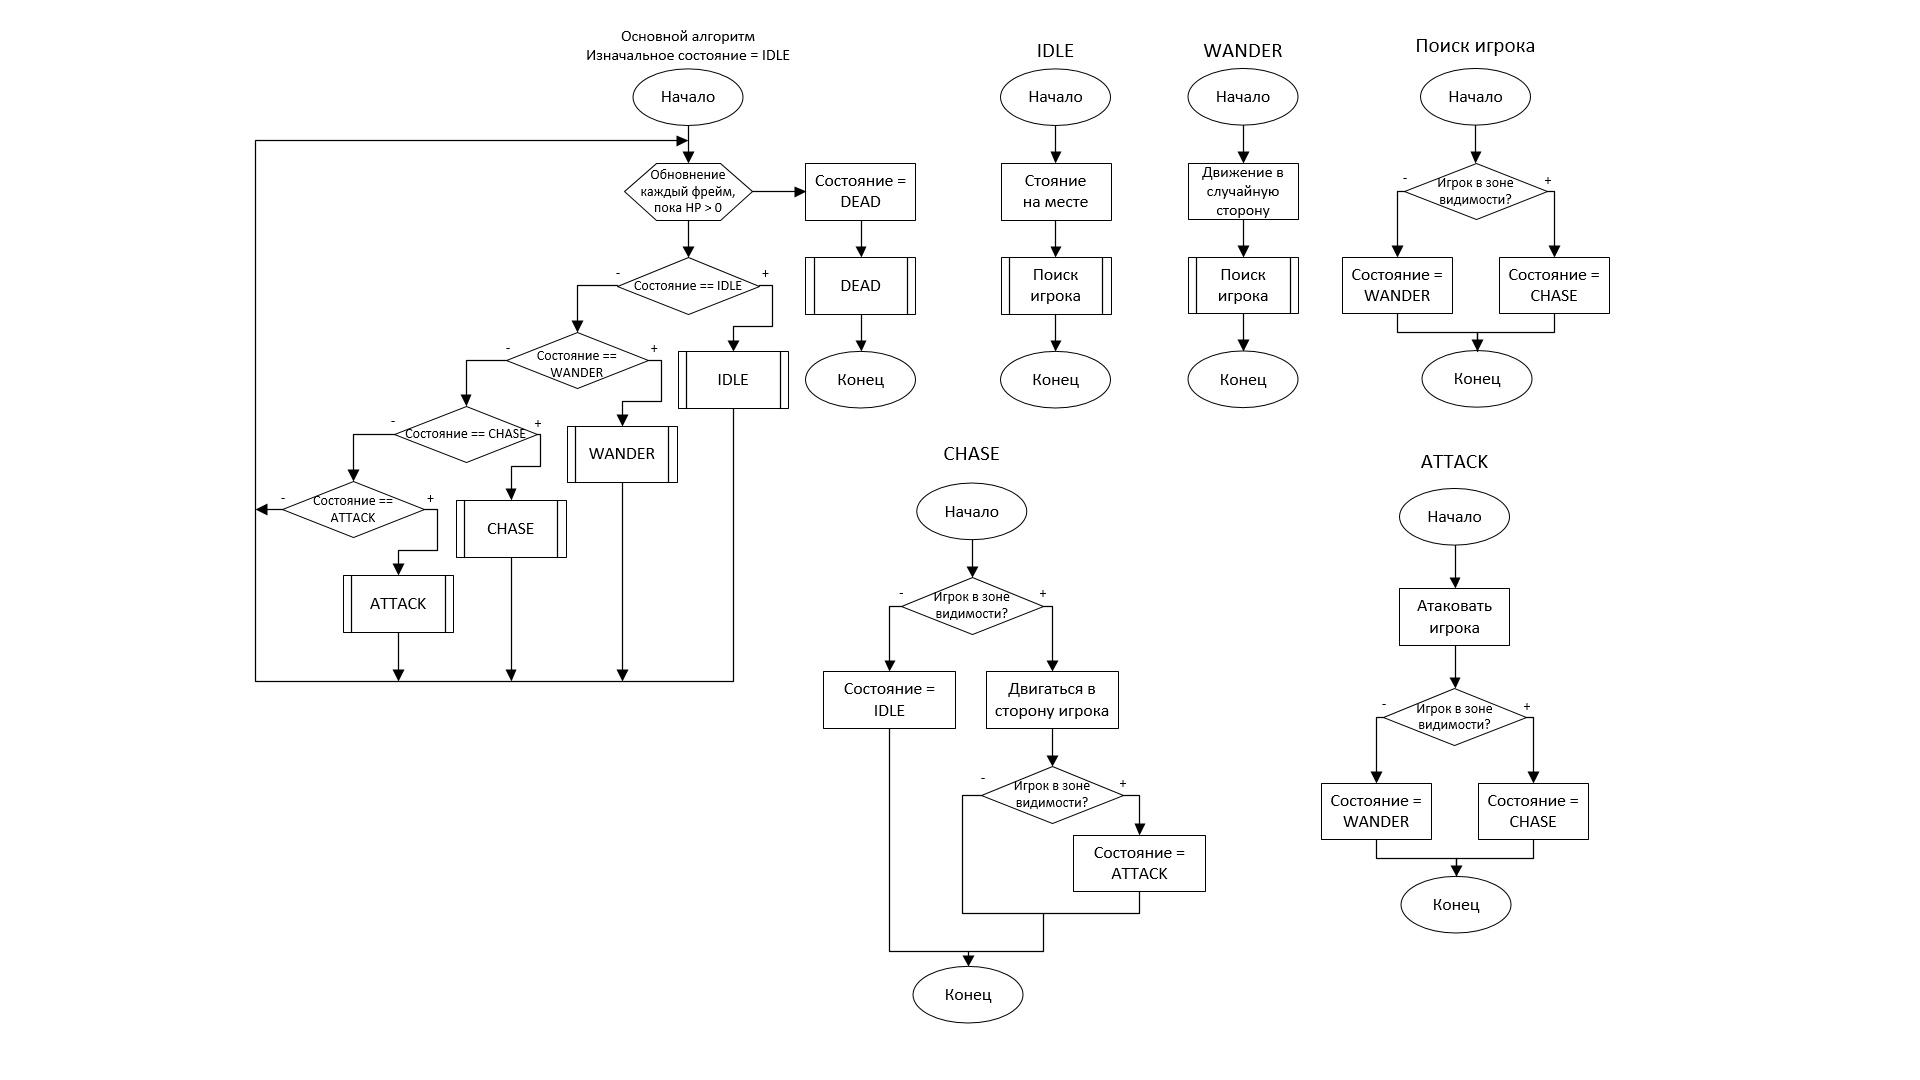 Основной алгоритм
Изначальное состояние = IDLE
Начало
Обновнение
каждый фрейм,
пока HP > 0
Состояние =
DEAD
DEAD
Конец
-
+
Состояние == IDLE
-
+
Состояние ==
WANDER
IDLE
-
+
Состояние == CHASE
WANDER
-
+
Состояние ==
ATTACK
CHASE
ATTACK
IDLE
Начало
Стояние
на месте
Поиск
игрока
Конец
WANDER
Начало
Движение в
случайную
сторону
Поиск
игрока
Конец
Поиск игрока
Начало
-
+
Игрок в зоне
видимости?
Состояние =
WANDER
Состояние =
CHASE
Конец
CHASE
Начало
-
+
Игрок в зоне
видимости?
Состояние =
IDLE
Двигаться в
сторону игрока
-
+
Игрок в зоне
видимости?
Состояние =
ATTACK
Конец
ATTACK
Начало
Атаковать
игрока
-
+
Игрок в зоне
видимости?
Состояние =
WANDER
Состояние =
CHASE
Конец